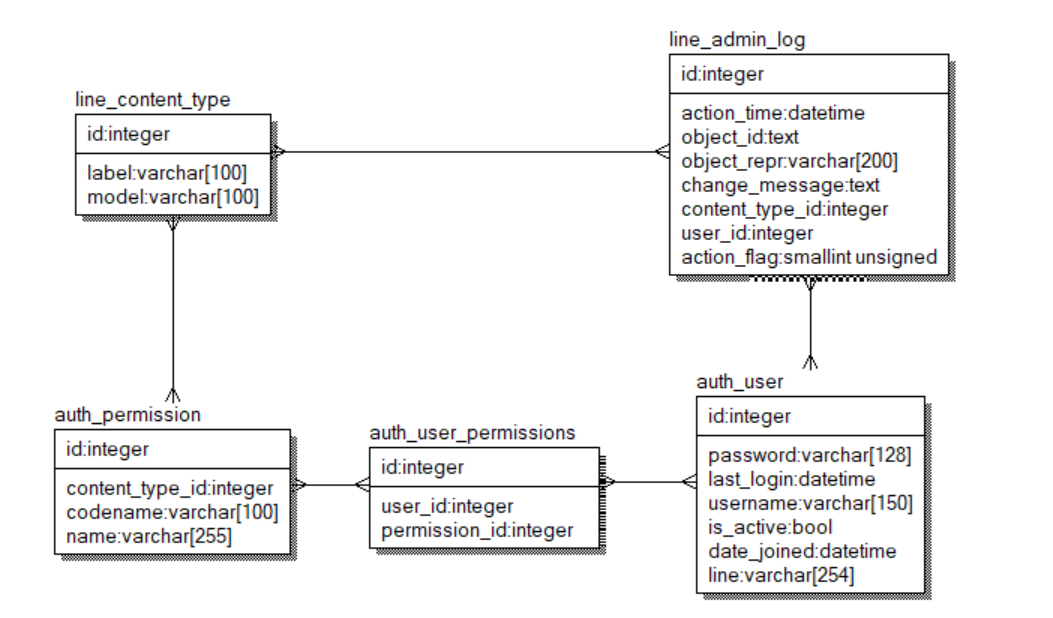 line_admin_log
id:integer
action_time:datetime
object_id:text
object_repr:varchar[200]
change_message:text
content_type_id:integer
user_id:integer
action_flag:smallint unsigned
line_content_type
id:integer
label:varchar[100]
model:varchar[100]
auth_permission
id:integer
content_type_id:integer
codename:varchar[100]
name:varchar[255]
auth_user_permissions
id:integer
user_id:integer
permission_id:integer
auth_user
id:integer
password:varchar[128]
last_login:datetime
username:varchar[150]
is_active:bool
date_joined:datetime
line:varchar[254]